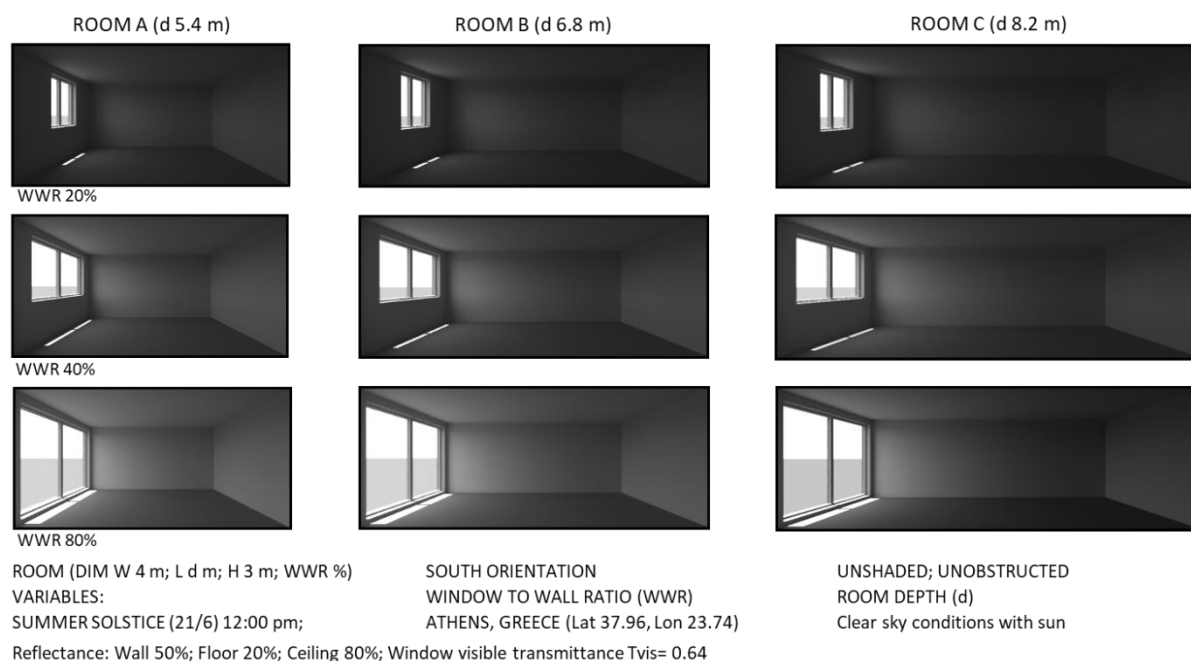 ROOM A (d 5.4 m)
ROOM B (d 6.8 m)
ROOM C (d 8.2 m)
WWR 20%
WWR 40%
WWR 80%
ROOM (DIM W 4 m; L d m; H 3 m; WWR %)
VARIABLES:
SUMMER SOLSTICE (21/6) 12:00 pm;
SOUTH ORIENTATION
WINDOW TO WALL RATIO (WWR)
ATHENS, GREECE (Lat 37.96, Lon 23.74)
UNSHADED; UNOBSTRUCTED
ROOM DEPTH (d)
Clear sky conditions with sun
Reflectance: Wall 50%; Floor 20%; Ceiling 80%; Window visible transmittance Tvis= 0.64